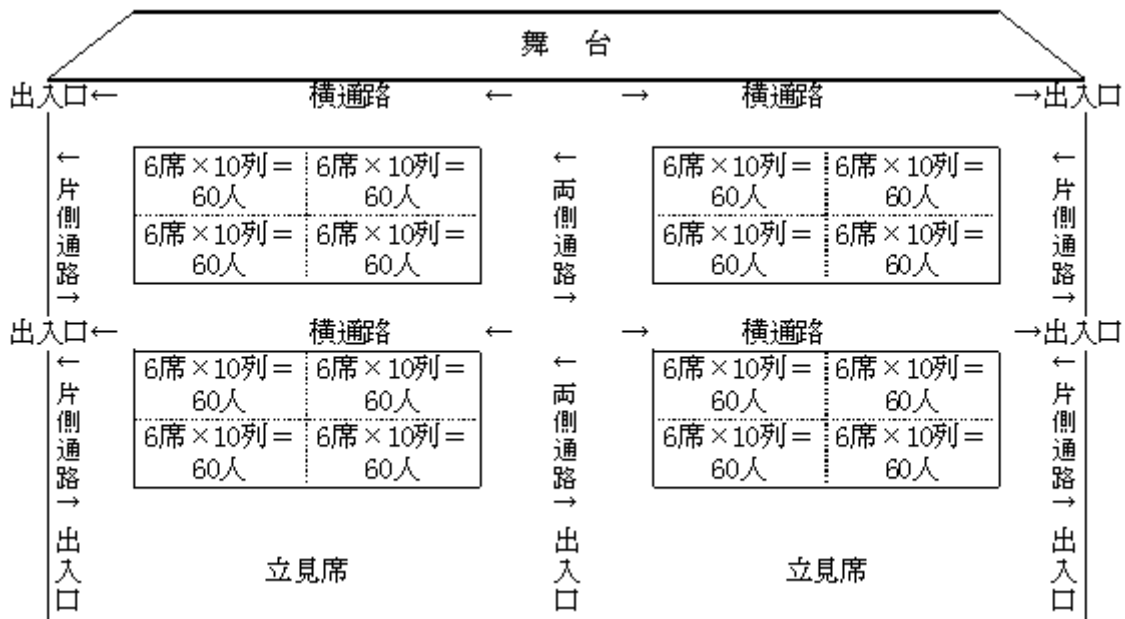 舞 台
出入口← 横通路 ← → 横通路 →出入口
←片側通路→
6席×10列= 6席×10列=
60人 60人
6席×10列= 6席×10列=
60人 60人
←両側通路→
6席×10列= 6席×10列=
60人 60人
6席×10列= 6席×10列=
60人 60人
←片側通路→
出入口← 横通路 ← → 横通路 →出入口
←片側通路→
6席×10列= 6席×10列=
60人 60人
6席×10列= 6席×10列=
60人 60人
←両側通路→
6席×10列= 6席×10列=
60人 60人
6席×10列= 6席×10列=
60人 60人
←片側通路→
出入口
立見席
出入口
立見席
出入口